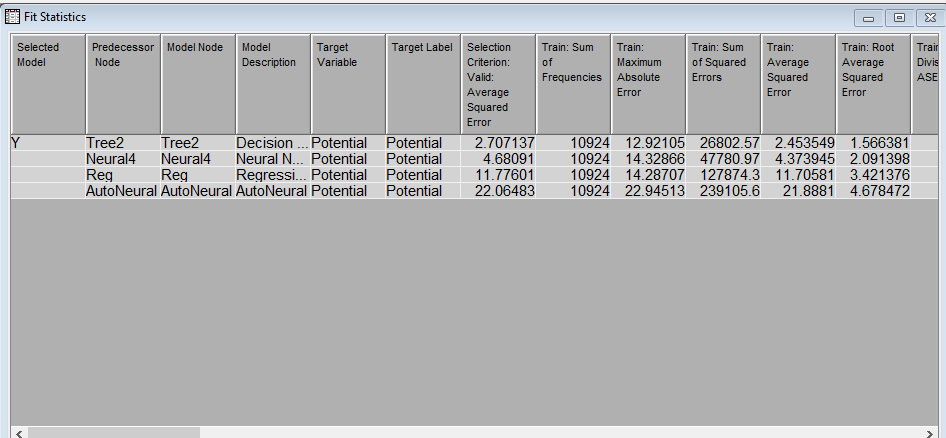 Fit Statistics
Selected Model Predecessor Node Model Node Model Description Target Variable Target Label Selection Criterion: Valid: Average Squared Error Train: Sum of Frequencies Train: Maximum Absolute Error Train: Sum of Squared Errors Train: Average Squared Error Train: Root Average Squared Error Train Divis ASE
Y Tree2 Tree2 Decision ... Potential Potential 2.707137 10924 12.92105 26802.57 2.453549 1.566381
Neural4 Neural4 Neural N... Potential Potential 4.68091 10924 14.32866 47780.97 4.373945 2.091398
Reg Reg Regressi... Potential Potential 11.77601 10924 14.28707 127874.3 11.70581 3.421376
AutoNeural AutoNeural AutoNeural Potential Potential 22.06483 10924 22.94513 239105.6 21.8881 4.678472